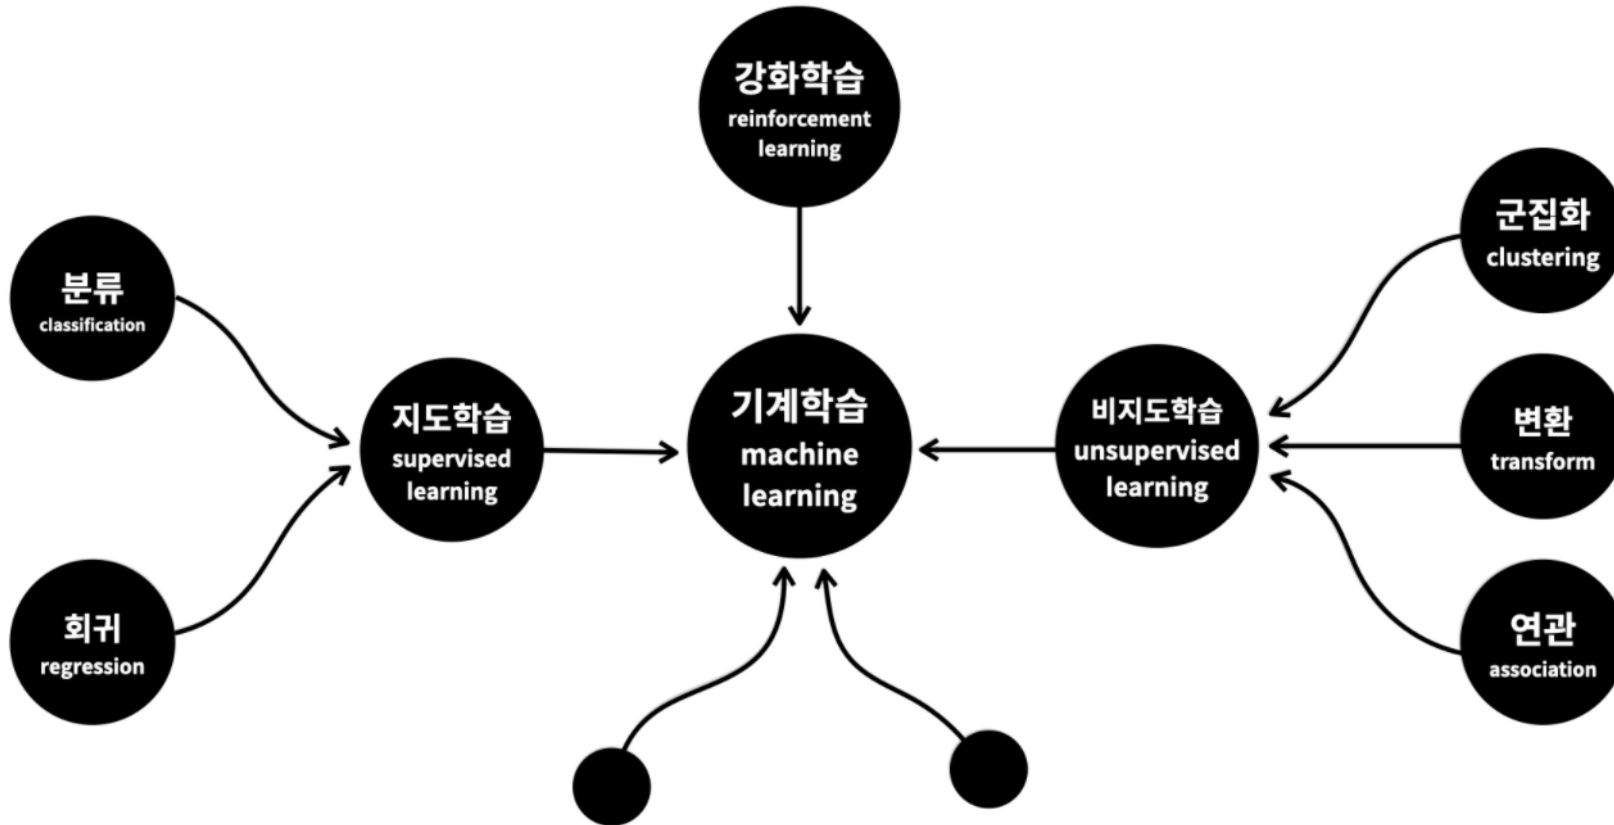 강화학습
reinforcement
learning
분류
classification
회귀
regression
지도학습
supervised
learning
기계학습
machine
learning
비지도학습
unsupervised
learning
군집화
clustering
변환
transform
연관
association